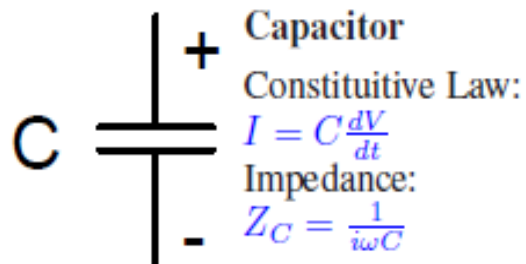 Capacitor
+
Constituitive Law:
C
I = C dV/dt
Impedance:
-
Z_C = 1/iωC